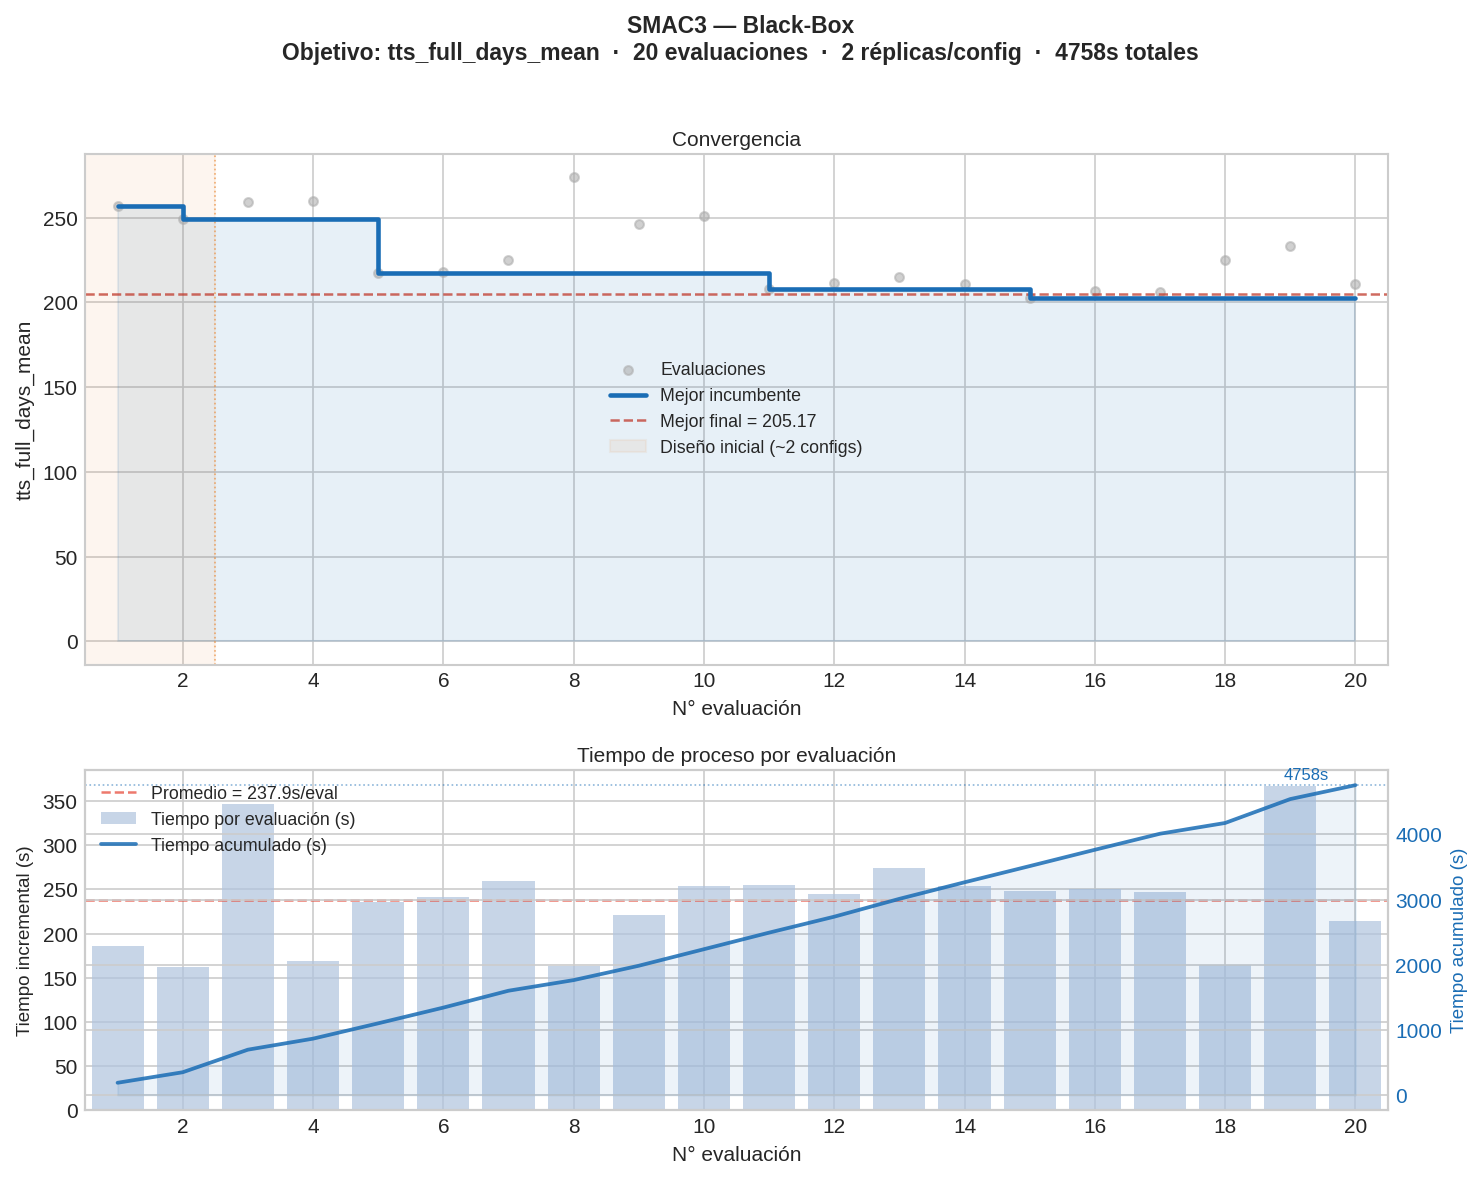 SMAC3 — Black-Box
Objetivo: tts_full_days_mean · 20 evaluaciones · 2 réplicas/config · 4758s totales
Convergencia
tts_full_days_mean
250
200
150
100
50
0
Evaluaciones
Mejor incumbente
Mejor final = 205.17
Diseño inicial (~2 configs)
2 4 6 8 10 12 14 16 18 20
N° evaluación
Tiempo de proceso por evaluación
Tiempo incremental (s)
350
300
250
200
150
100
50
0
Promedio = 237.9s/eval
Tiempo por evaluación (s)
Tiempo acumulado (s)
4758s
4000
3000
2000
1000
0
Tiempo acumulado (s)
2 4 6 8 10 12 14 16 18 20
N° evaluación